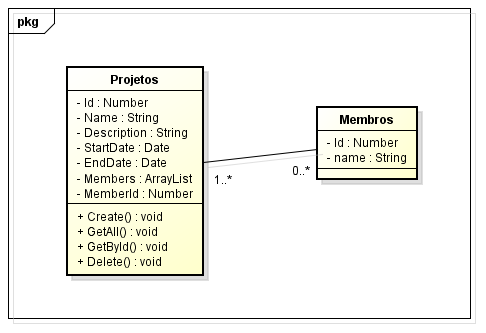 pkg
Projetos
- Id : Number
- Name : String
- Description : String
- StartDate : Date
- EndDate : Date
- Members : ArrayList
- MemberId : Number
+ Create() : void
+ GetAll() : void
+ GetById() : void
+ Delete() : void
1..*
0..*
Membros
- Id : Number
- name : String